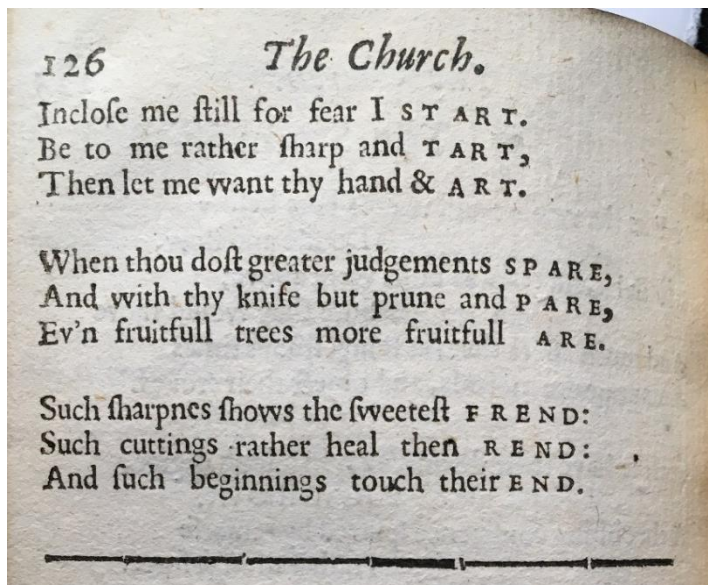 126 The Church.
Incloſe me ſtill for fear I START.
Be to me rather ſharp and TART,
Then let me want thy hand & ART.
When thou doſt greater judgements SPARE,
And with thy knife but prune and PARE,
Ev'n fruitfull trees more fruitfull ARE.
Such ſharpnes ſhows the ſweeteſt FREND:
Such cuttings rather heal then REND:
And ſuch beginnings touch their END.